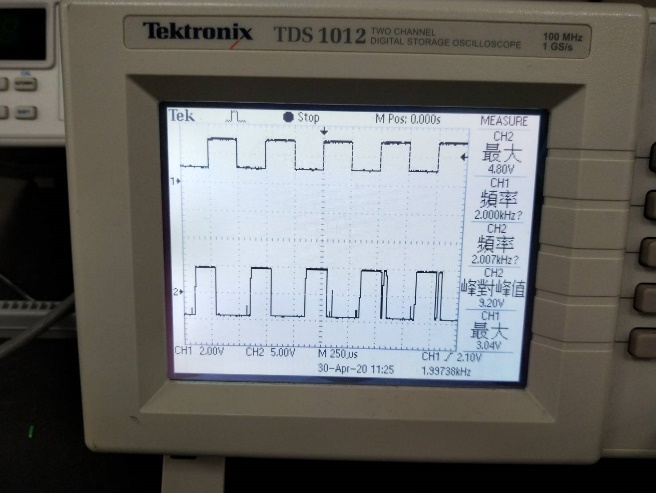 Tektronix TDS 1012 TWO CHANNEL DIGITAL STORAGE OSCILLOSCOPE 100 MHz 1 GS/s
Tek Stop M Pos: 0.000s MEASURE
CH2
最大
4.80V
CH1
頻率
2.000kHz?
CH2
頻率
2.007kHz?
CH2
峰對峰值
9.20V
CH1
最大
3.04V
1
2
CH1 2.00V CH2 5.00V M 250µs CH1 2.10V
30-Apr-20 11:25 1.99738kHz